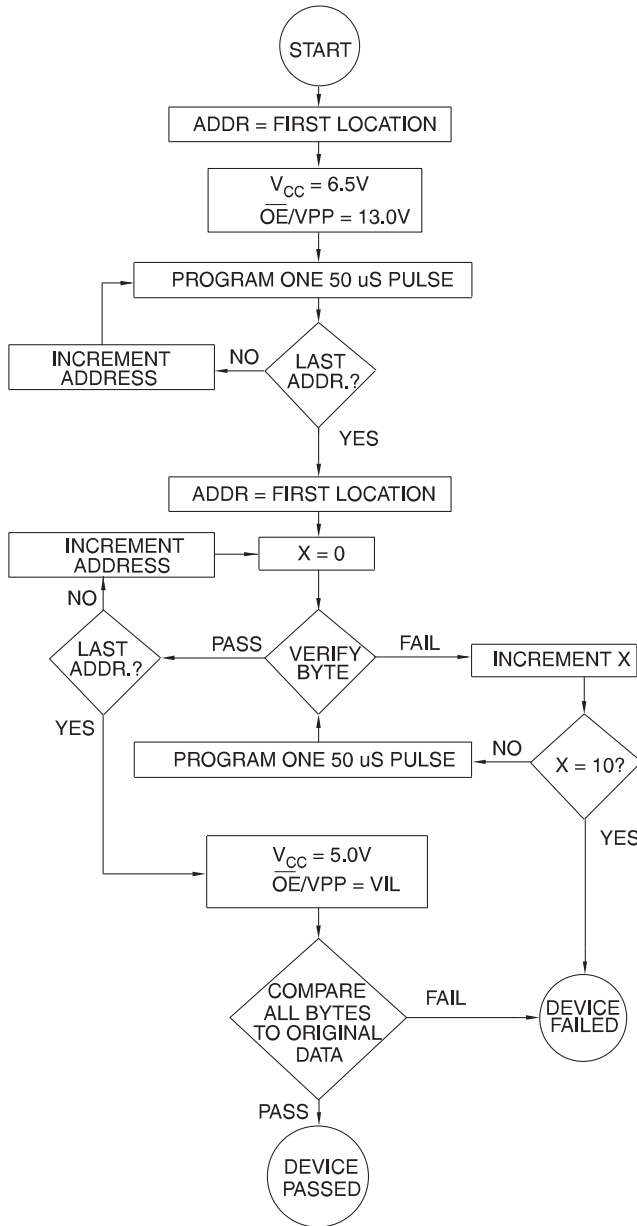 START
ADDR = FIRST LOCATION
VCC = 6.5V
O̅E̅/VPP = 13.0V
PROGRAM ONE 50 uS PULSE
INCREMENT
ADDRESS
NO
LAST
ADDR.?
YES
ADDR = FIRST LOCATION
INCREMENT
ADDRESS
X = 0
NO
LAST
ADDR.?
PASS
VERIFY
BYTE
FAIL
INCREMENT X
YES
PROGRAM ONE 50 uS PULSE
NO
X = 10?
YES
VCC = 5.0V
O̅E̅/VPP = VIL
COMPARE
ALL BYTES
TO ORIGINAL
DATA
FAIL
DEVICE
FAILED
PASS
DEVICE
PASSED